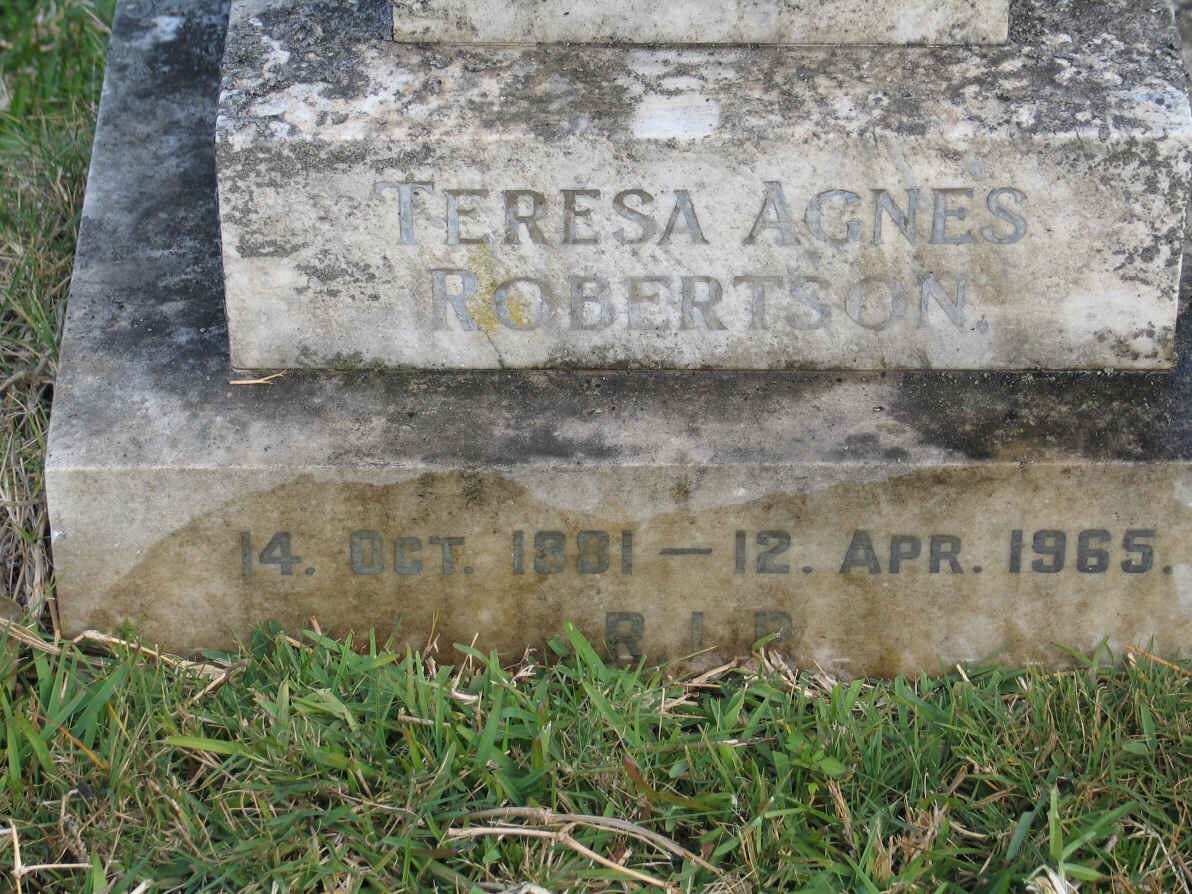 TERESA AGNES
ROBERTSON.
14. OCT. 1881 — 12. APR. 1965.
R I P